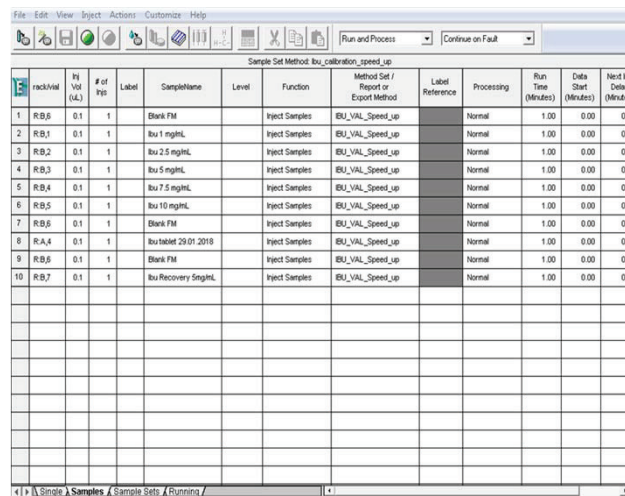 File Edit View Inject Actions Customize Help
Run and Process Continue on Fault
Sample Set Method: Ibu_calibration_speed_up
rack/vial Inj Vol (uL) # of Injs Label SampleName Level Function Method Set / Report or Export Method Label Reference Processing Run Time (Minutes) Data Start (Minutes) Next
1 R:B,6 0.1 1 Blank FM Inject Samples IBU_VAL_Speed_up Normal 1.00 0.00
2 R:B,1 0.1 1 Ibu 1 mg/mL Inject Samples IBU_VAL_Speed_up Normal 1.00 0.00
3 R:B,2 0.1 1 Ibu 2.5 mg/mL Inject Samples IBU_VAL_Speed_up Normal 1.00 0.00
4 R:B,3 0.1 1 Ibu 5 mg/mL Inject Samples IBU_VAL_Speed_up Normal 1.00 0.00
5 R:B,4 0.1 1 Ibu 7.5 mg/mL Inject Samples IBU_VAL_Speed_up Normal 1.00 0.00
6 R:B,5 0.1 1 Ibu 10 mg/mL Inject Samples IBU_VAL_Speed_up Normal 1.00 0.00
7 R:B,6 0.1 1 Blank FM Inject Samples IBU_VAL_Speed_up Normal 1.00 0.00
8 R:A,4 0.1 1 Ibu tablet 29.01.2018 Inject Samples IBU_VAL_Speed_up Normal 1.00 0.00
9 R:B,6 0.1 1 Blank FM Inject Samples IBU_VAL_Speed_up Normal 1.00 0.00
10 R:B,7 0.1 1 Ibu Recovery 5mg/mL Inject Samples IBU_VAL_Speed_up Normal 1.00 0.00
Single Samples Sample Sets Running